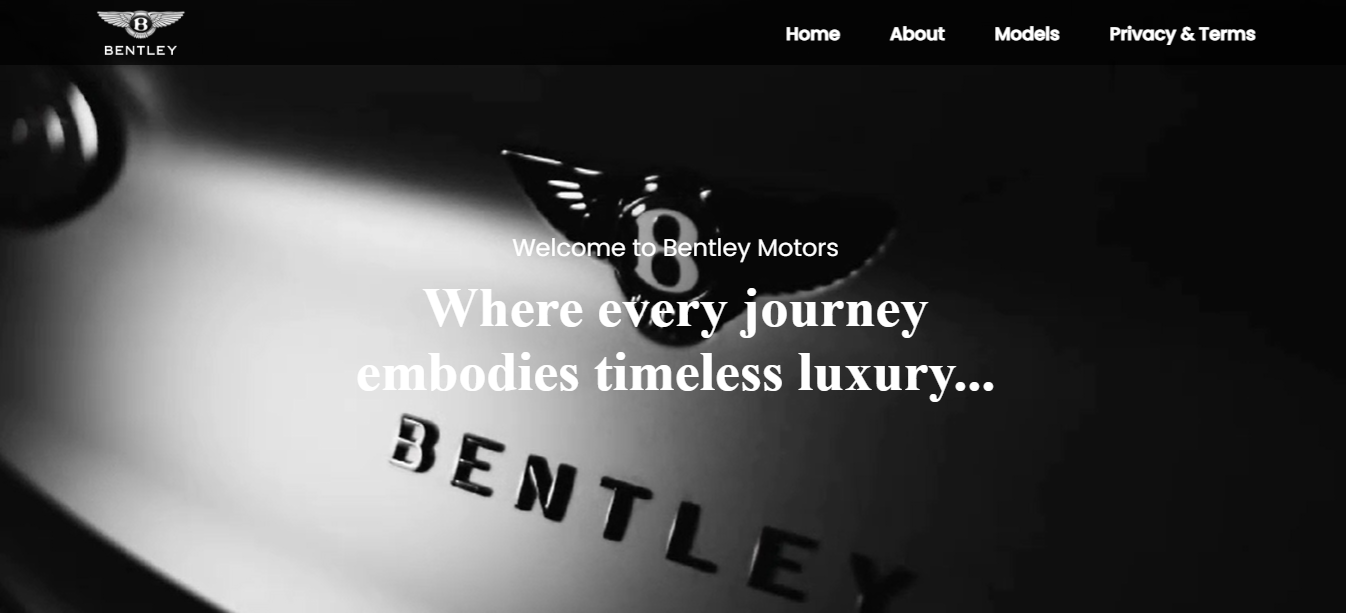 B
BENTLEY
Home
About
Models
Privacy & Terms
B
Welcome to Bentley Motors
Where every journey
embodies timeless luxury...
BENTLEY